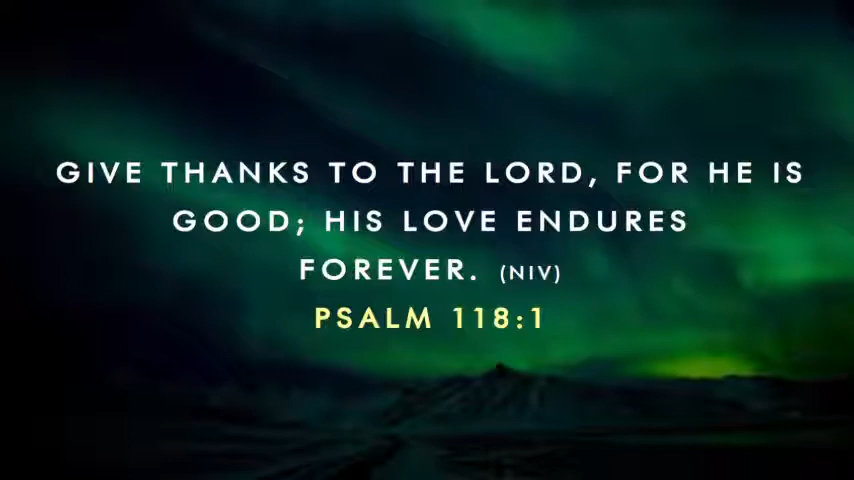 GIVE THANKS TO THE LORD, FOR HE IS
GOOD; HIS LOVE ENDURES
FOREVER. (NIV)
PSALM 118:1